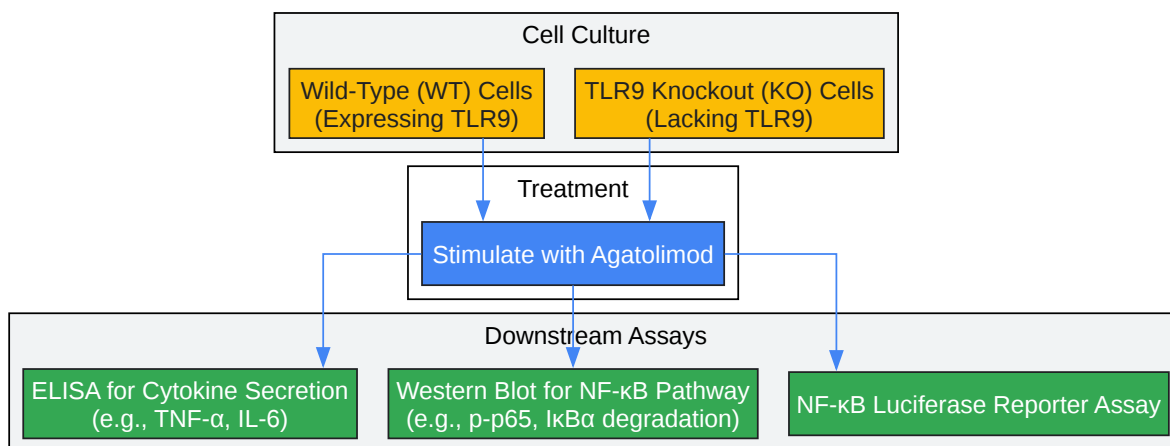 Cell Culture
Wild-Type (WT) Cells
(Expressing TLR9)
TLR9 Knockout (KO) Cells
(Lacking TLR9)
Treatment
Stimulate with Agatolimod
Downstream Assays
ELISA for Cytokine Secretion
(e.g., TNF-α, IL-6)
Western Blot for NF-κB Pathway
(e.g., p-p65, IκBα degradation)
NF-κB Luciferase Reporter Assay